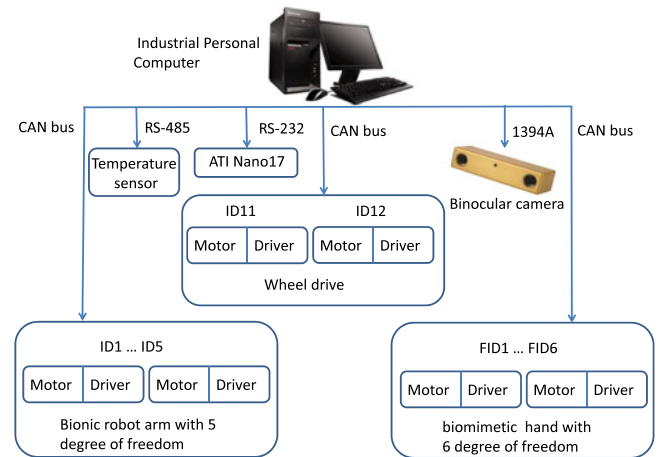 Industrial Personal
Computer
CAN bus
RS-485
RS-232
CAN bus
1394A
CAN bus
Temperature
sensor
ATI Nano17
Binocular camera
ID11
ID12
Motor
Driver
Motor
Driver
Wheel drive
ID1 ... ID5
Motor
Driver
Motor
Driver
Bionic robot arm with 5
degree of freedom
FID1 ... FID6
Motor
Driver
Motor
Driver
biomimetic hand with
6 degree of freedom